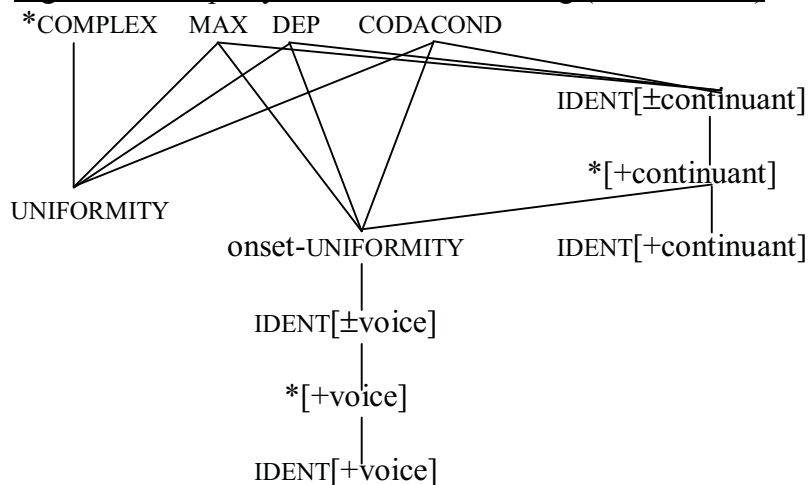 *COMPLEX MAX DEP CODACOND
IDENT[±continuant]
*[+continuant]
UNIFORMITY
onset-UNIFORMITY IDENT[+continuant]
IDENT[±voice]
*[+voice]
IDENT[+voice]